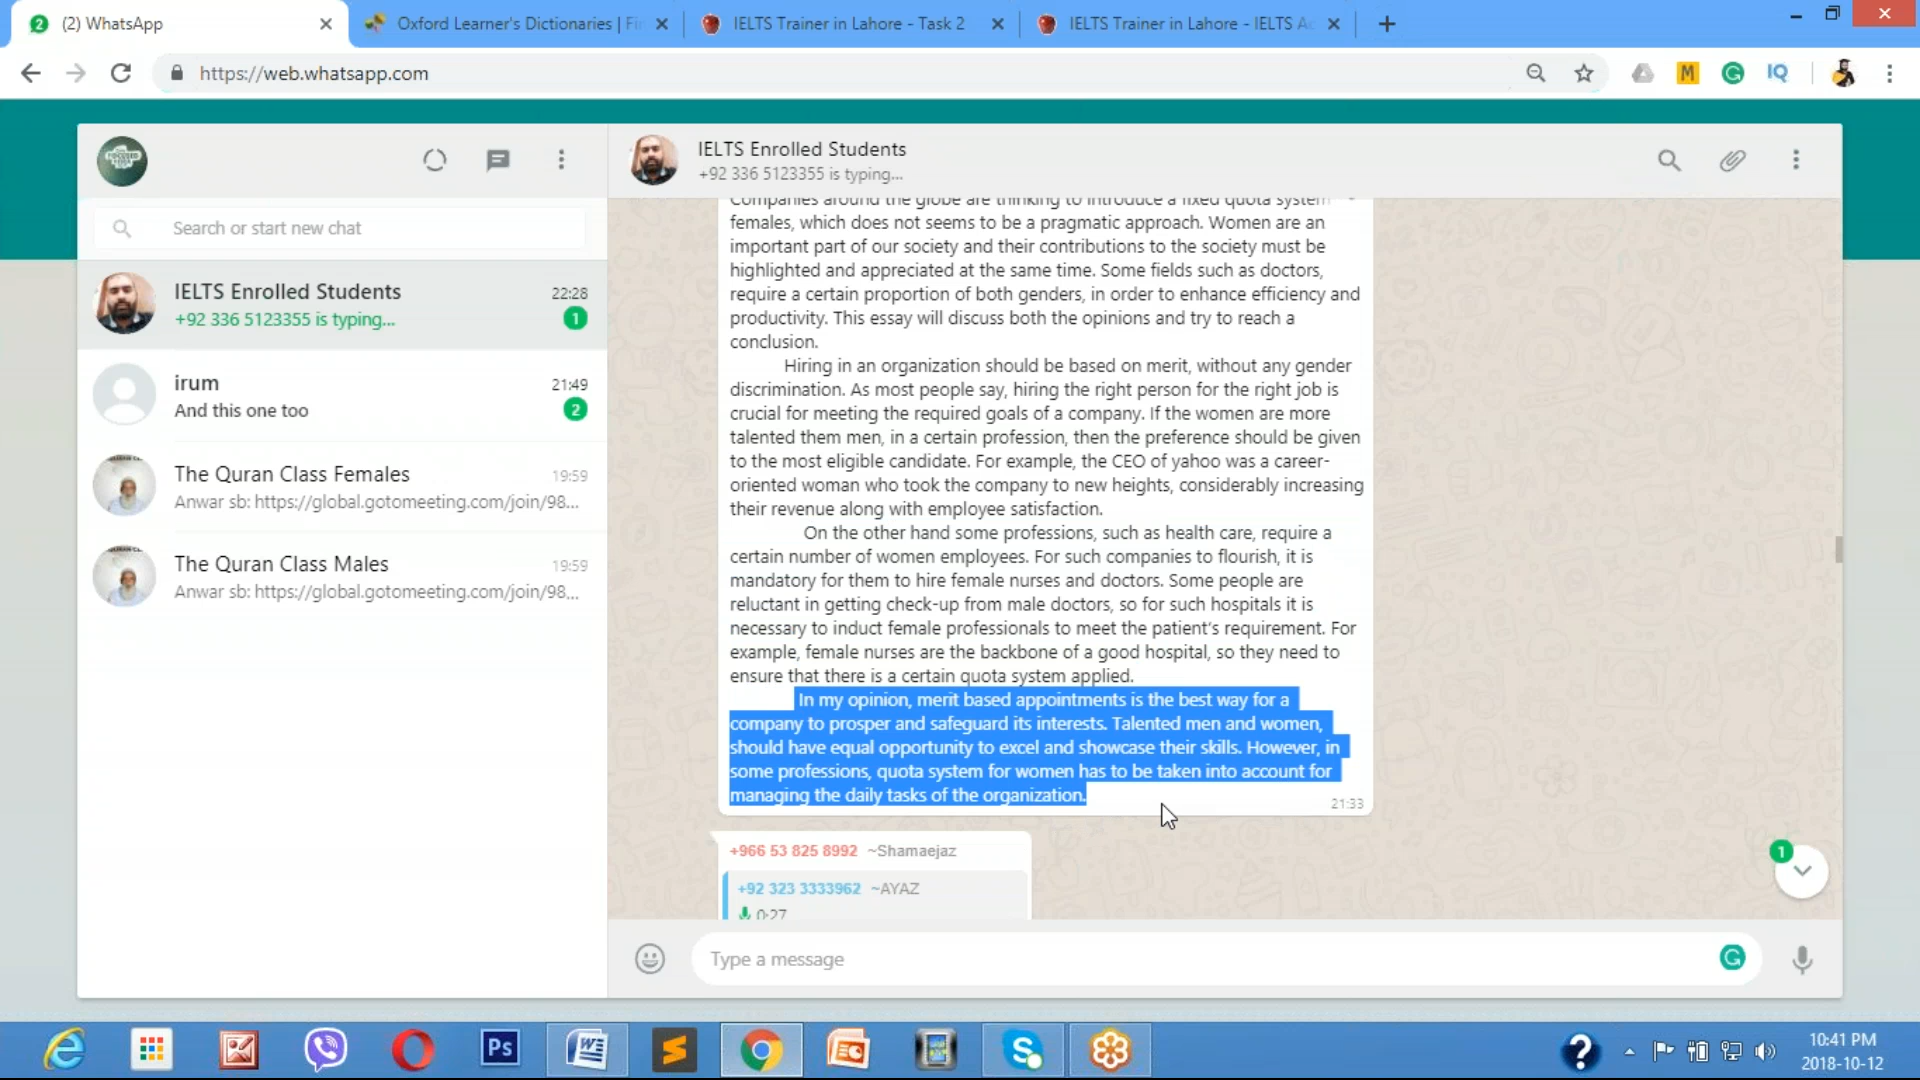 (2) WhatsApp
Oxford Learner's Dictionaries | Fi
IELTS Trainer in Lahore - Task 2
IELTS Trainer in Lahore - IELTS A
https://web.whatsapp.com
M
IQ
IELTS Enrolled Students
+92 336 5123355 is typing...
Search or start new chat
IELTS Enrolled Students
22:28
+92 336 5123355 is typing...
1
irum
21:49
And this one too
2
The Quran Class Females
19:59
Anwar sb: https://global.gotomeeting.com/join/98...
The Quran Class Males
19:59
Anwar sb: https://global.gotomeeting.com/join/98...
Companies around the globe are thinking to introduce a fixed quota system
females, which does not seems to be a pragmatic approach. Women are an
important part of our society and their contributions to the society must be
highlighted and appreciated at the same time. Some fields such as doctors,
require a certain proportion of both genders, in order to enhance efficiency and
productivity. This essay will discuss both the opinions and try to reach a
conclusion.
Hiring in an organization should be based on merit, without any gender
discrimination. As most people say, hiring the right person for the right job is
crucial for meeting the required goals of a company. If the women are more
talented them men, in a certain profession, then the preference should be given
to the most eligible candidate. For example, the CEO of yahoo was a career-
oriented woman who took the company to new heights, considerably increasing
their revenue along with employee satisfaction.
On the other hand some professions, such as health care, require a
certain number of women employees. For such companies to flourish, it is
mandatory for them to hire female nurses and doctors. Some people are
reluctant in getting check-up from male doctors, so for such hospitals it is
necessary to induct female professionals to meet the patient's requirement. For
example, female nurses are the backbone of a good hospital, so they need to
ensure that there is a certain quota system applied.
In my opinion, merit based appointments is the best way for a
company to prosper and safeguard its interests. Talented men and women,
should have equal opportunity to excel and showcase their skills. However, in
some professions, quota system for women has to be taken into account for
managing the daily tasks of the organization.
21:33
+966 53 825 8992 ~Shamaejaz
+92 323 3333962 ~AYAZ
0:27
1
Type a message
Ps
10:41 PM
2018-10-12